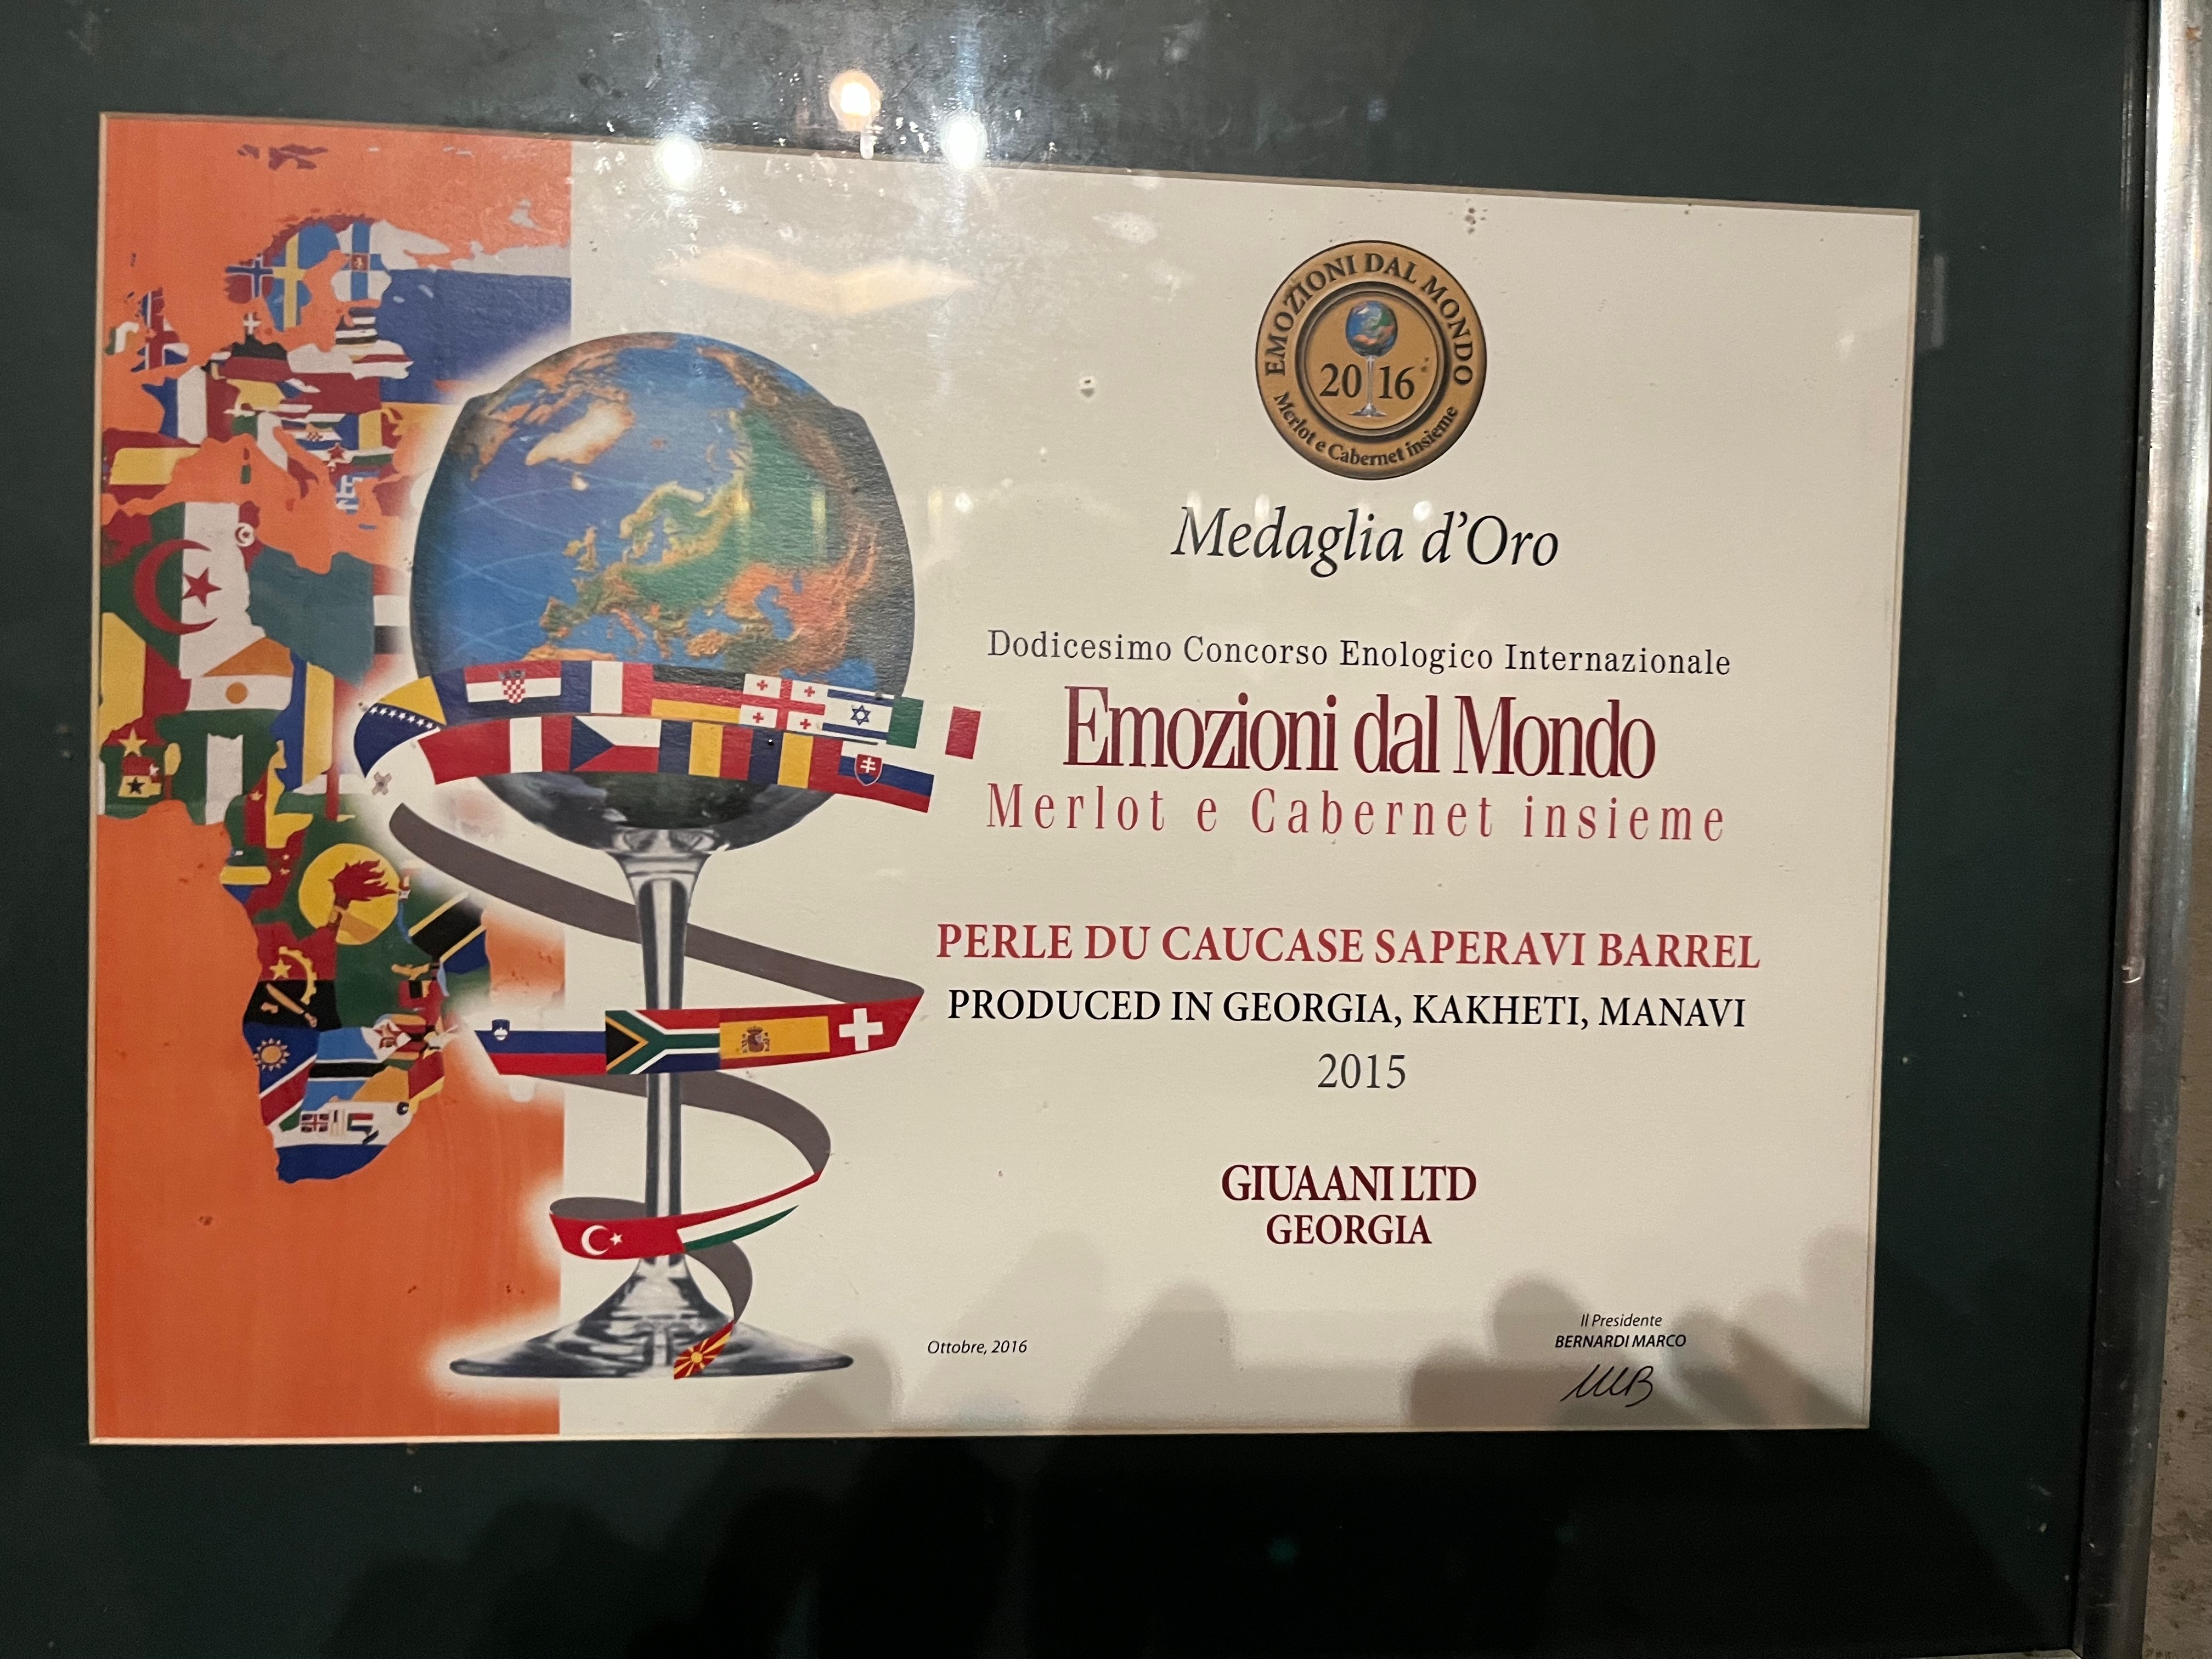 EMOZIONI DAL MONDO
2016
Merlot e Cabernet insieme
Medaglia d'Oro
Dodicesimo Concorso Enologico Internazionale
Emozioni dal Mondo
Merlot e Cabernet insieme
PERLE DU CAUCASE SAPERAVI BARREL
PRODUCED IN GEORGIA, KAKHETI, MANAVI
2015
GIUAANI LTD
GEORGIA
Ottobre, 2016
Il Presidente
BERNARDI MARCO